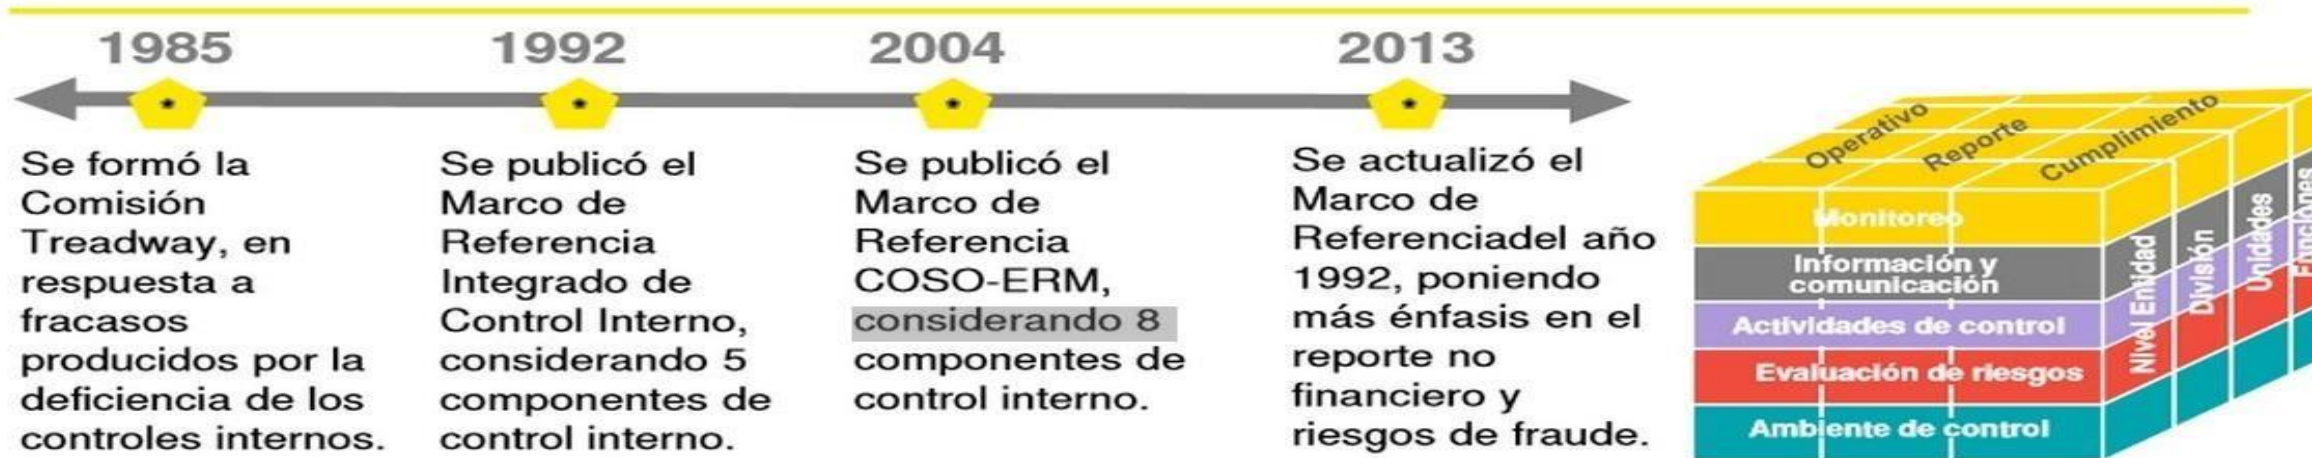 1985
Se formó la
Comisión
Treadway, en
respuesta a
fracasos
producidos por la
deficiencia de los
controles internos.
1992
Se publicó el
Marco de
Referencia
Integrado de
Control Interno,
considerando 5
componentes de
control interno.
2004
Se publicó el
Marco de
Referencia
COSO-ERM,
considerando 8
componentes de
control interno.
2013
Se actualizó el
Marco de
Referenciadel año
1992, poniendo
más énfasis en el
reporte no
financiero y
riesgos de fraude.
Operativo
Reporte
Cumplimiento
Monitoreo
Información y
comunicación
Actividades de control
Evaluación de riesgos
Ambiente de control
Nivel Entidad
División
Unidades
Funciones